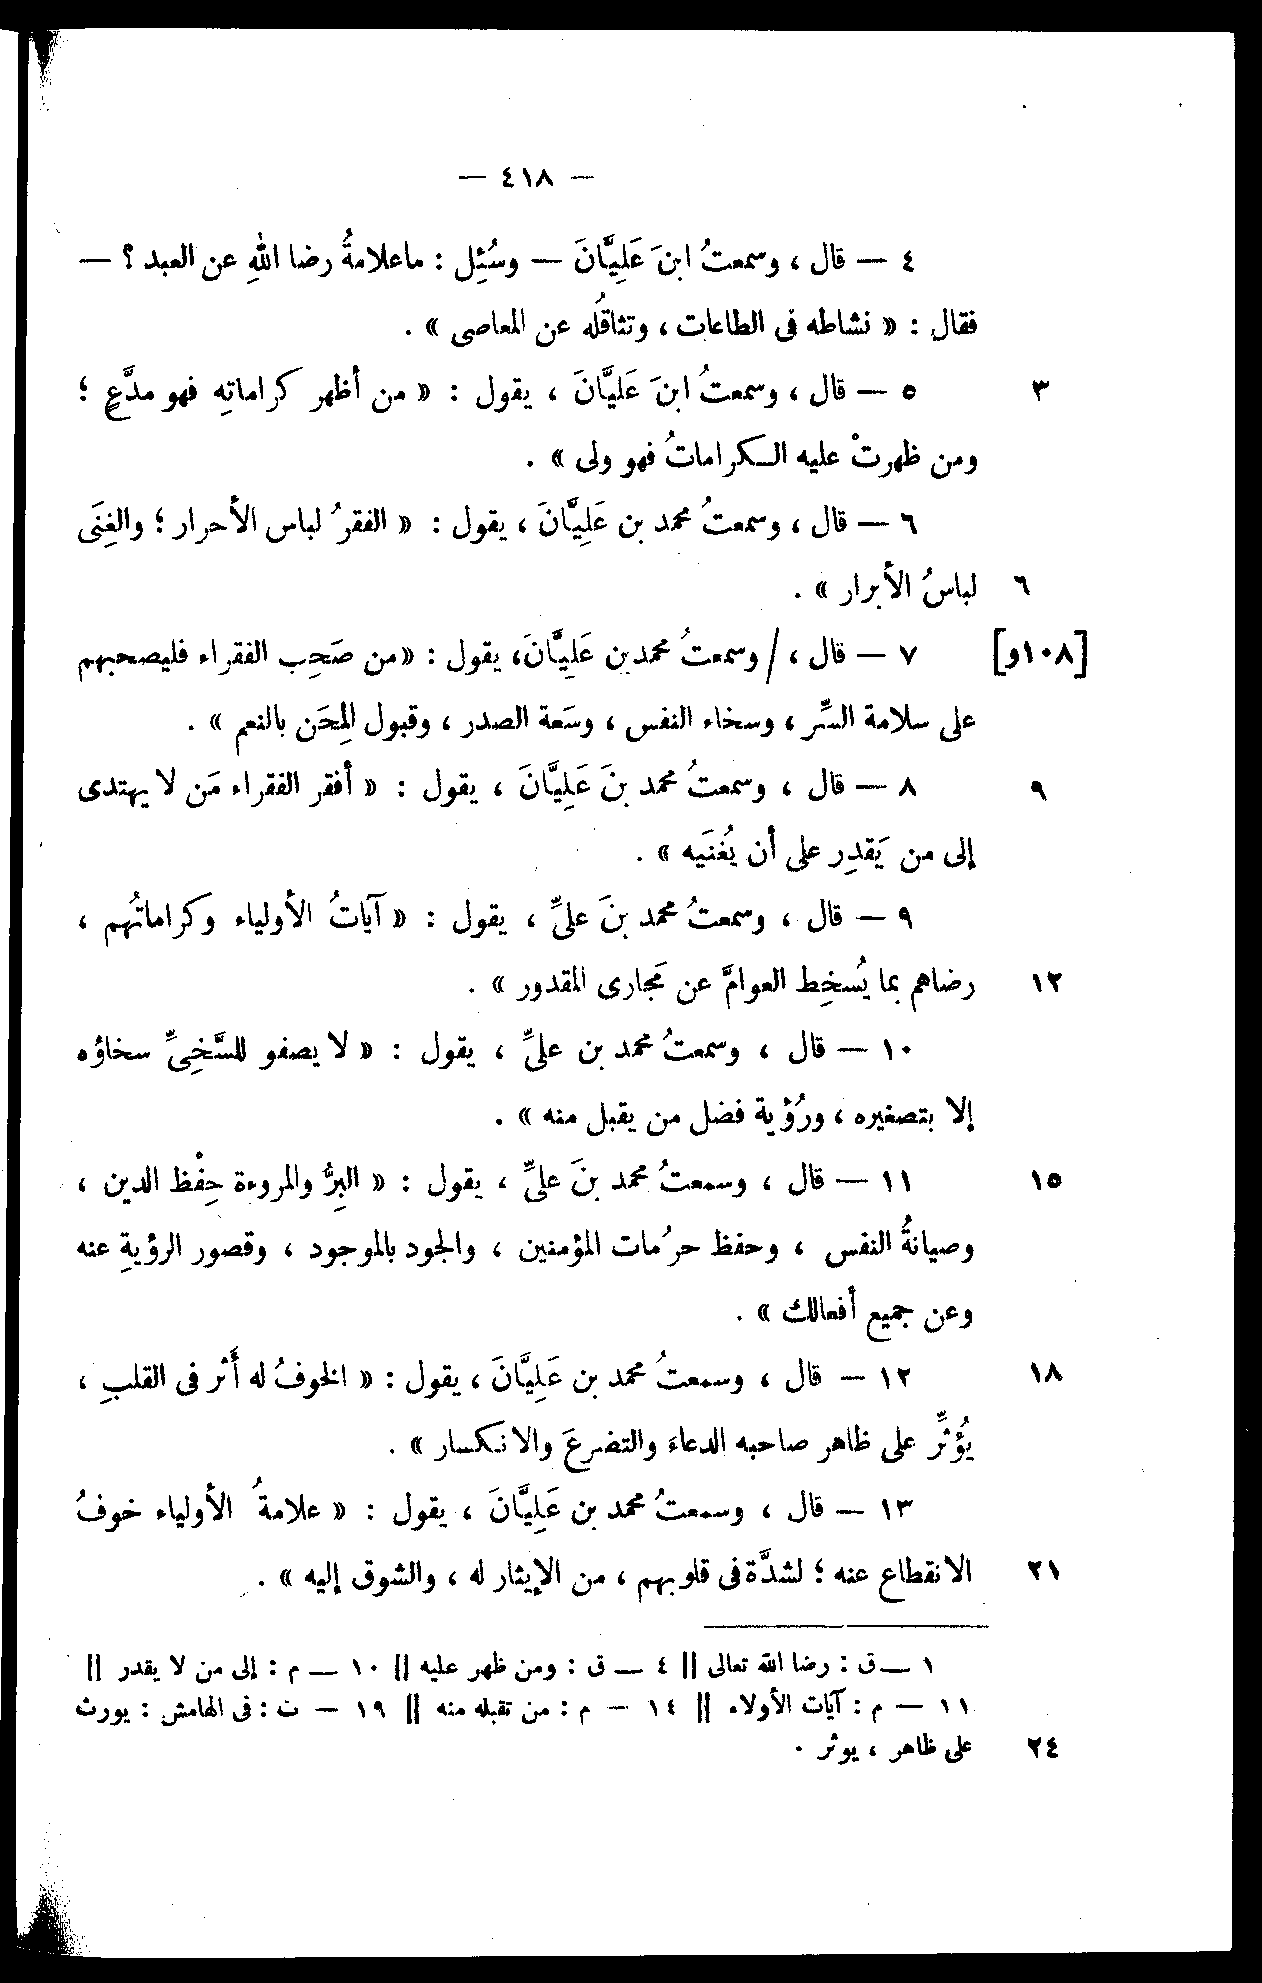 — ٤١٨ —
٤ — قال ، وسمعتُ ابنَ عَلِيَّانَ — وسُئِل : ماعلامةُ رضا اللهِ عن العبد ؟ —
فقال : « نشاطه فى الطاعات ، وتثاقُله عن المعاصى » .
٣ ٥ — قال ، وسمعتُ ابنَ عَليَّانَ ، يقول : « من أظهر كراماتِه فهو مدَّعٍ ؛
ومن ظهرتْ عليه الكراماتُ فهو ولى » .
٦ — قال ، وسمعتُ محمد بن عَلِيَّانَ ، يقول : « الفقرُ لباس الأحرار ؛ والغِنَى
٦ لباسُ الأبرار » .
[١٠٨و] ٧ — قال ، / وسمعتُ محمد بن عَلِيَّانَ، يقول : «من صَحِب الفقراء فليصحبهم
على سلامة السِّر ، وسخاء النفس ، وسَعة الصدر ، وقبول المِحَن بالنعم » .
٩ ٨ — قال ، وسمعتُ محمد بنَ عَلِيَّانَ ، يقول : « أفقر الفقراء مَن لا يهتدى
إلى من يَقدِر على أن يُغنَيه » .
٩ — قال ، وسمعتُ محمد بنَ علىِّ ، يقول : « آياتُ الأولياء وكراماتُهم ،
١٢ رضاهم بما يُسخِط العوامَّ عن مَجارى المقدور » .
١٠ — قال ، وسمعتُ محمد بن علىِّ ، يقول : « لا يصفو للسَّخِىِّ سخاؤه
إلا بتصغيره ، ورُؤية فضل من يقبل منه » .
١٥ ١١ — قال ، وسمعتُ محمد بنَ علىِّ ، يقول : « البِرُّ والمروءة حِفْظ الدين ،
وصيانةُ النفس ، وحفظ حرُمات المؤمنين ، والجود بالموجود ، وقصور الرؤيةِ عنه
وعن جميع أفعالك » .
١٨ ١٢ — قال ، وسمعتُ محمد بن عَلِيَّانَ ، يقول : « الخوفُ له أَثر فى القلبِ ،
يُؤثِّر على ظاهر صاحبه الدعاءَ والتضرعَ والانكسار » .
١٣ — قال ، وسمعتُ محمد بن عَلِيَّانَ ، يقول : « علامةُ الأولياء خوفُ
٢١ الانقطاع عنه ؛ لشدَّة فى قلوبهم ، من الإيثار له ، والشوق إليه » .
١ — ق : رضا الله تعالى || ٤ — ق : ومن ظهر عليه || ١٠ — م : إلى من لا يقدر ||
١١ — م : آيات الأولاء || ١٤ — م : من تقبله منه || ١٩ — ت : فى الهامش : يورث
٢٤ على ظاهر ، يوثر .